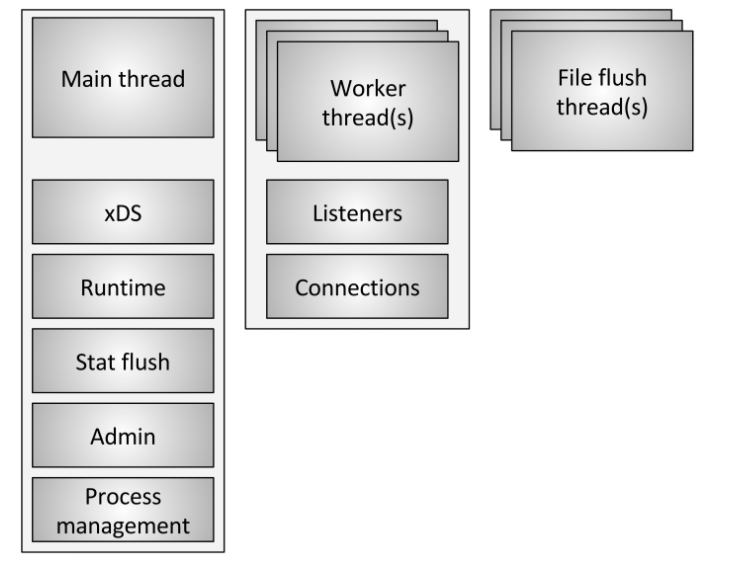 Main thread
xDS
Runtime
Stat flush
Admin
Process
management
Worker
thread(s)
Listeners
Connections
File flush
thread(s)